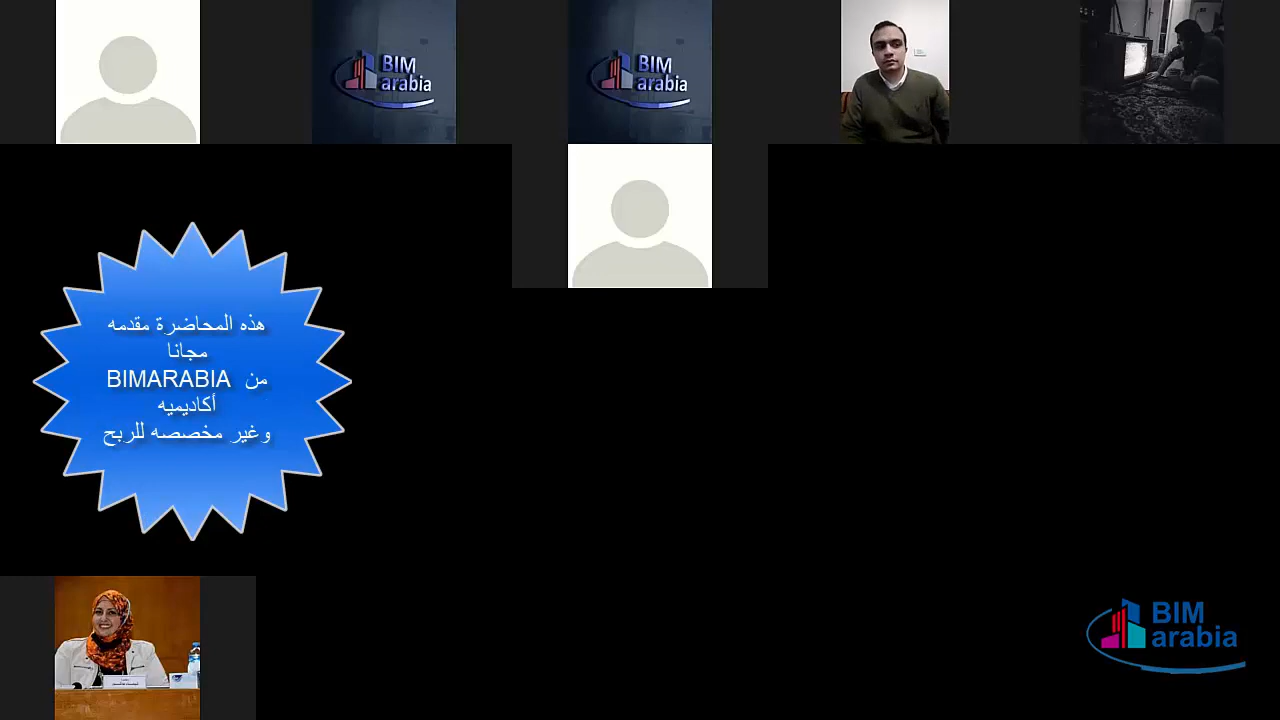 BIM
arabia
BIM
arabia
هذه المحاضرة مقدمه
مجانا
من BIMARABIA
أكاديميه
وغير مخصصه للربح
BIM
arabia